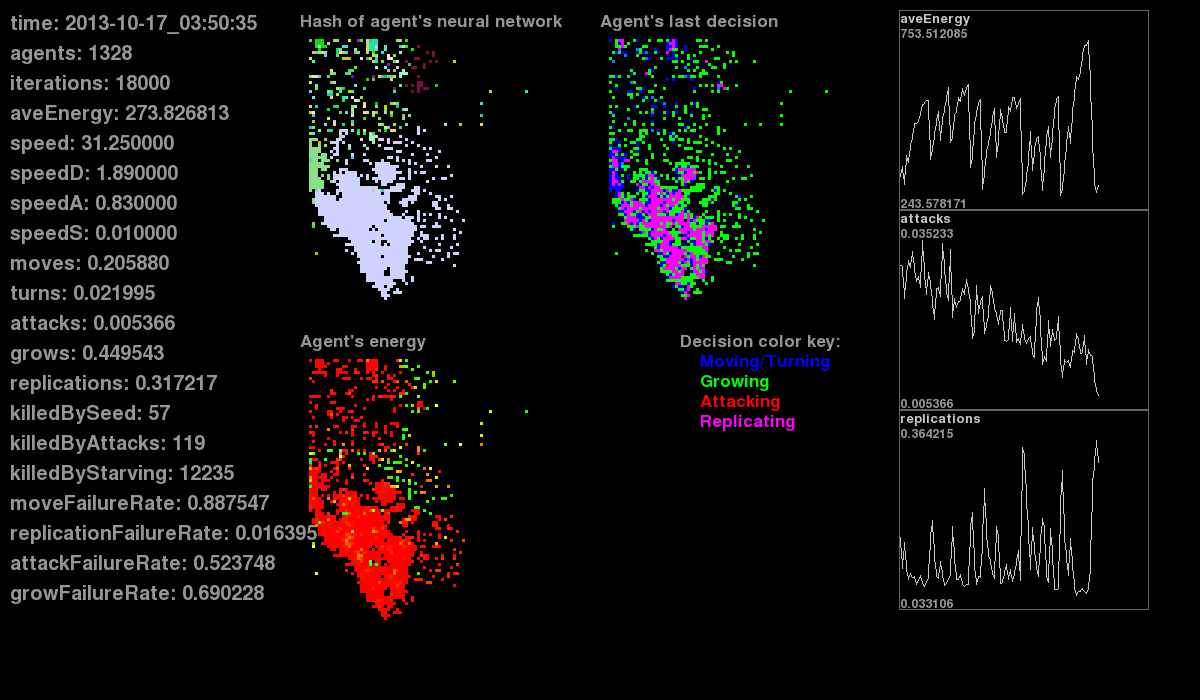 time: 2013-10-17_03:50:35
agents: 1328
iterations: 18000
aveEnergy: 273.826813
speed: 31.250000
speedD: 1.890000
speedA: 0.830000
speedS: 0.010000
moves: 0.205880
turns: 0.021995
attacks: 0.005366
grows: 0.449543
replications: 0.317217
killedBySeed: 57
killedByAttacks: 119
killedByStarving: 12235
moveFailureRate: 0.887547
replicationFailureRate: 0.016395
attackFailureRate: 0.523748
growFailureRate: 0.690228
Hash of agent's neural network
Agent's last decision
Agent's energy
Decision color key:
Moving/Turning
Growing
Attacking
Replicating
aveEnergy
753.512085
243.578171
attacks
0.035233
0.005366
replications
0.364215
0.033106